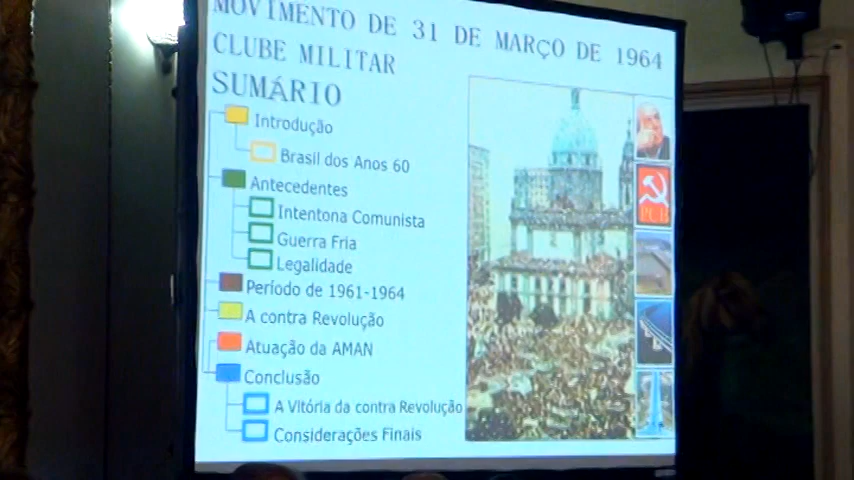 MOVIMENTO DE 31 DE MARÇO DE 1964
CLUBE MILITAR
SUMÁRIO
Introdução
Brasil dos Anos 60
Antecedentes
Intentona Comunista
Guerra Fria
Legalidade
Período de 1961-1964
A contra Revolução
Atuação da AMAN
Conclusão
A Vitória da contra Revolução
Considerações Finais
PCB